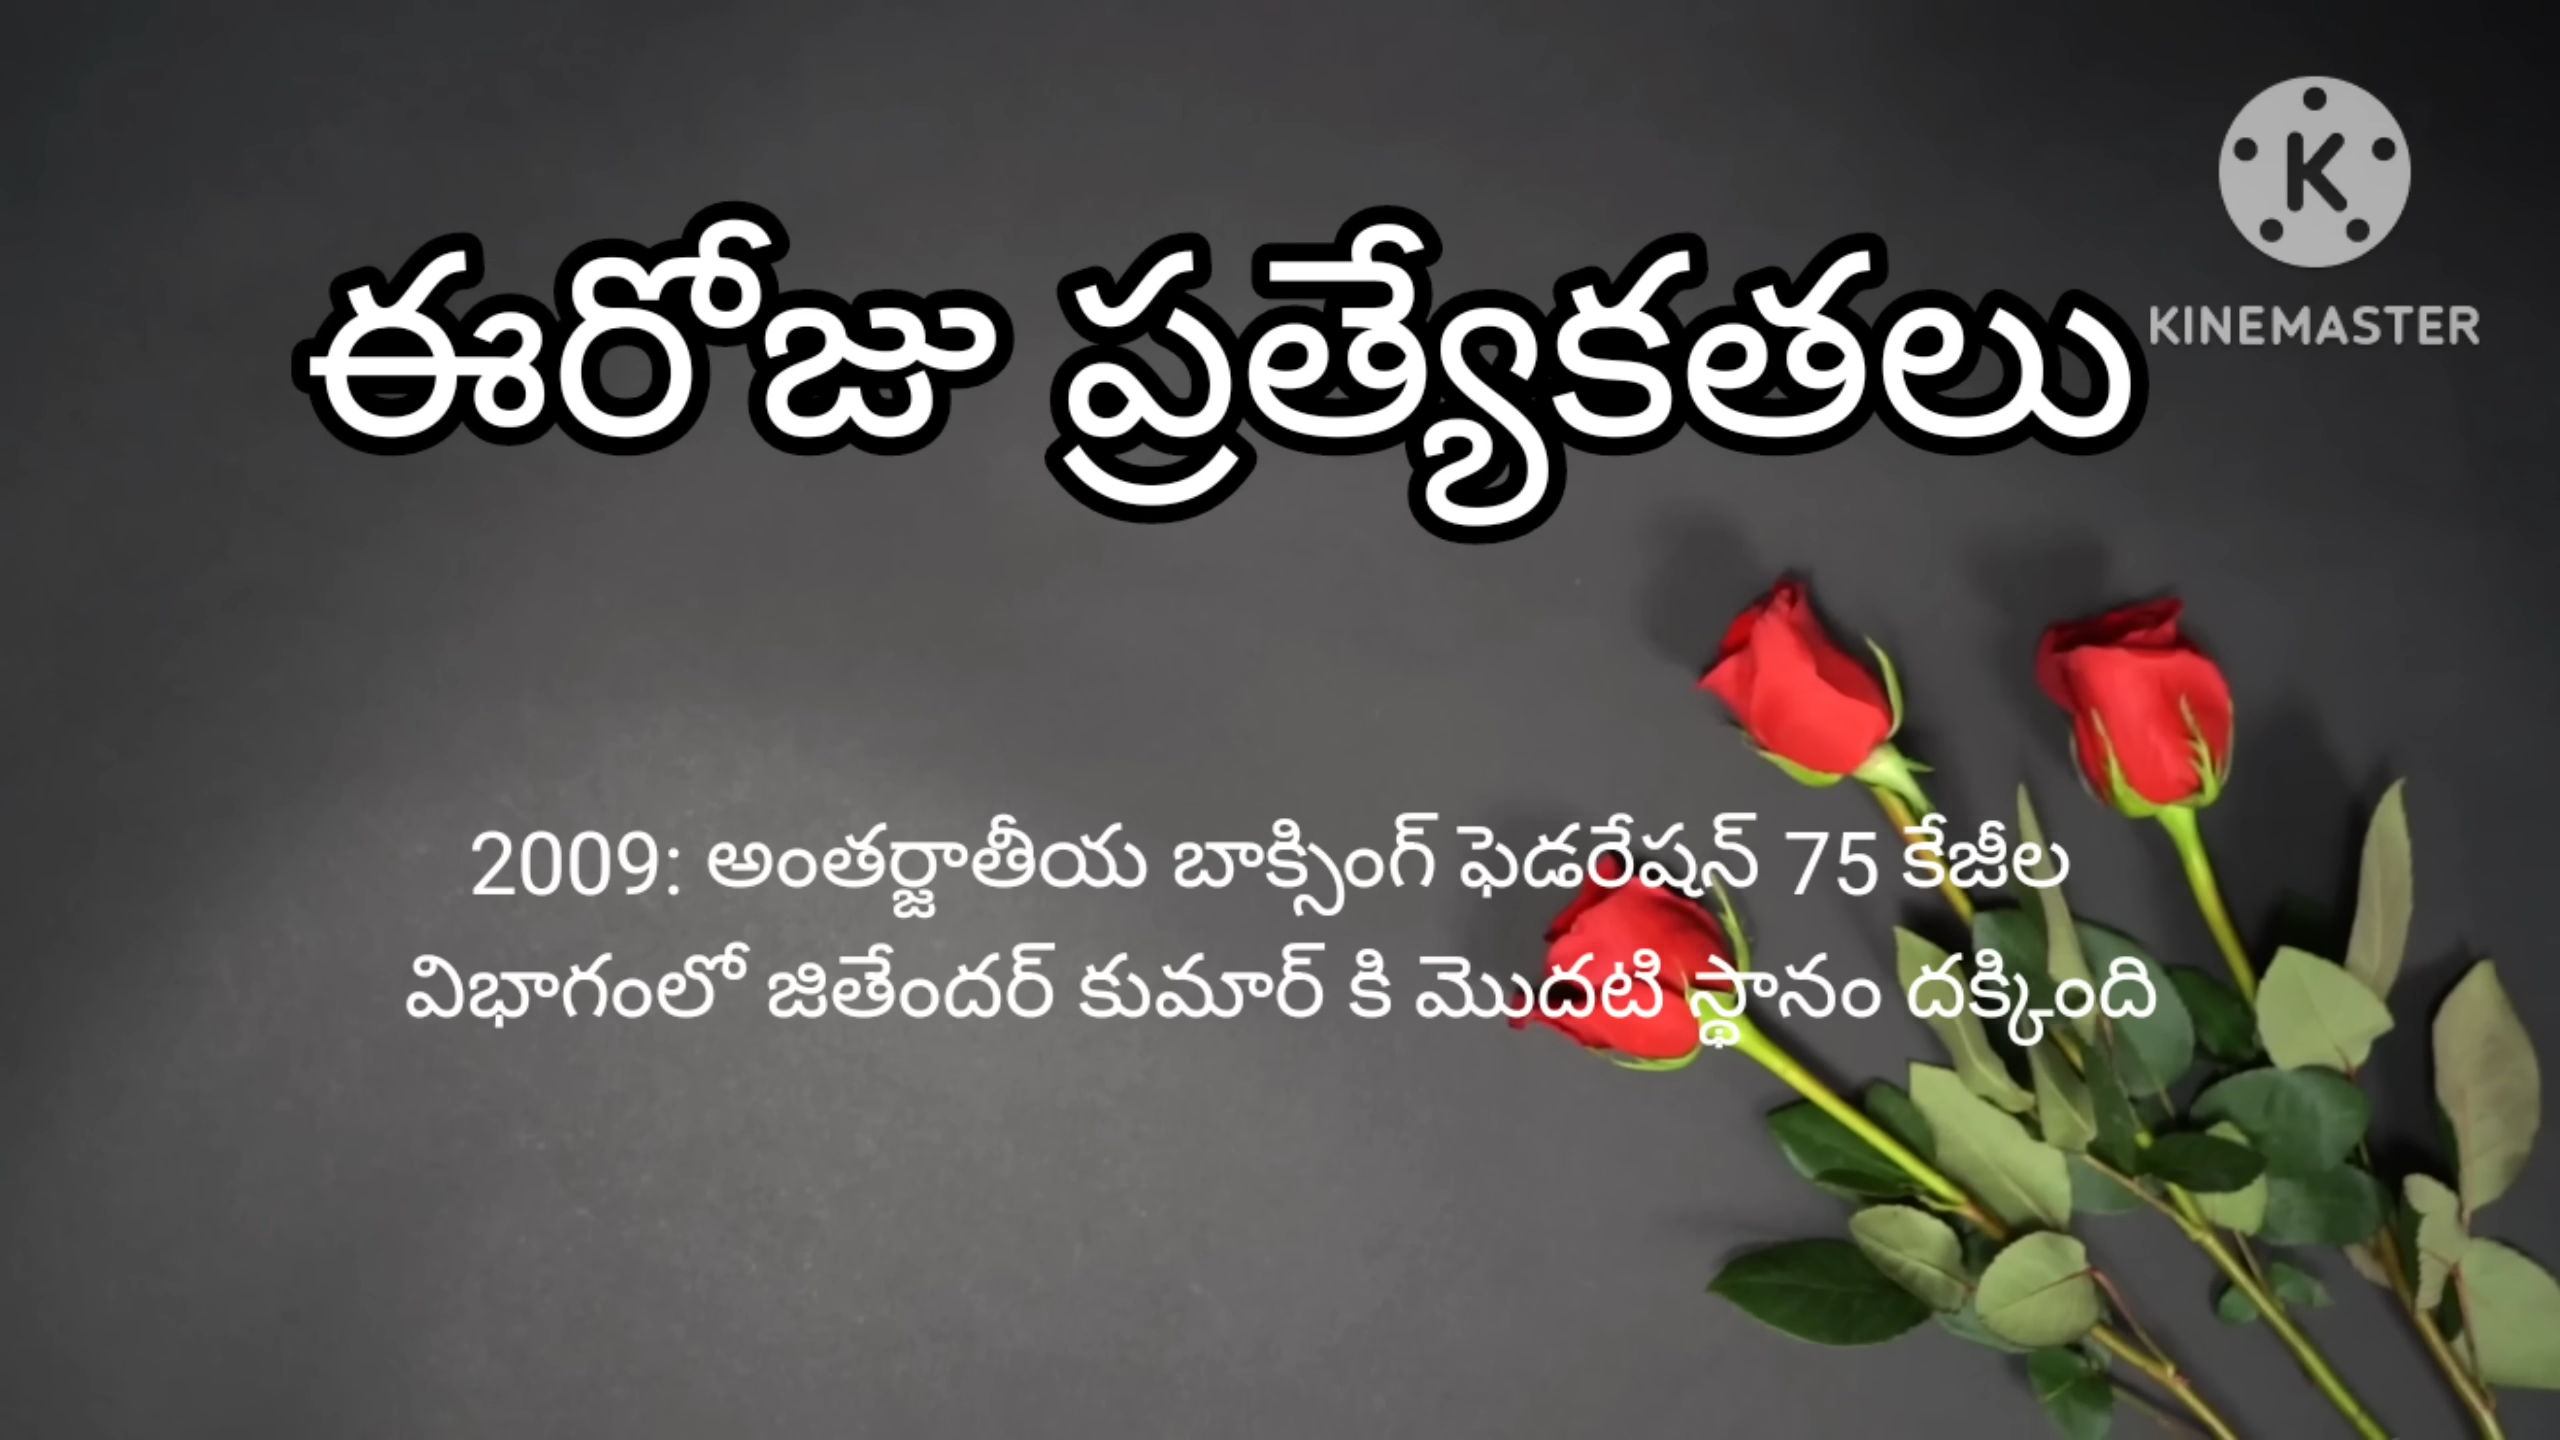 ఈరోజు ప్రత్యేకతలు
KINEMASTER
2009: అంతర్జాతీయ బాక్సింగ్ ఫెడరేషన్ 75 కేజీల
విభాగంలో జితేందర్ కుమార్ కి మొదటి స్థానం దక్కింది